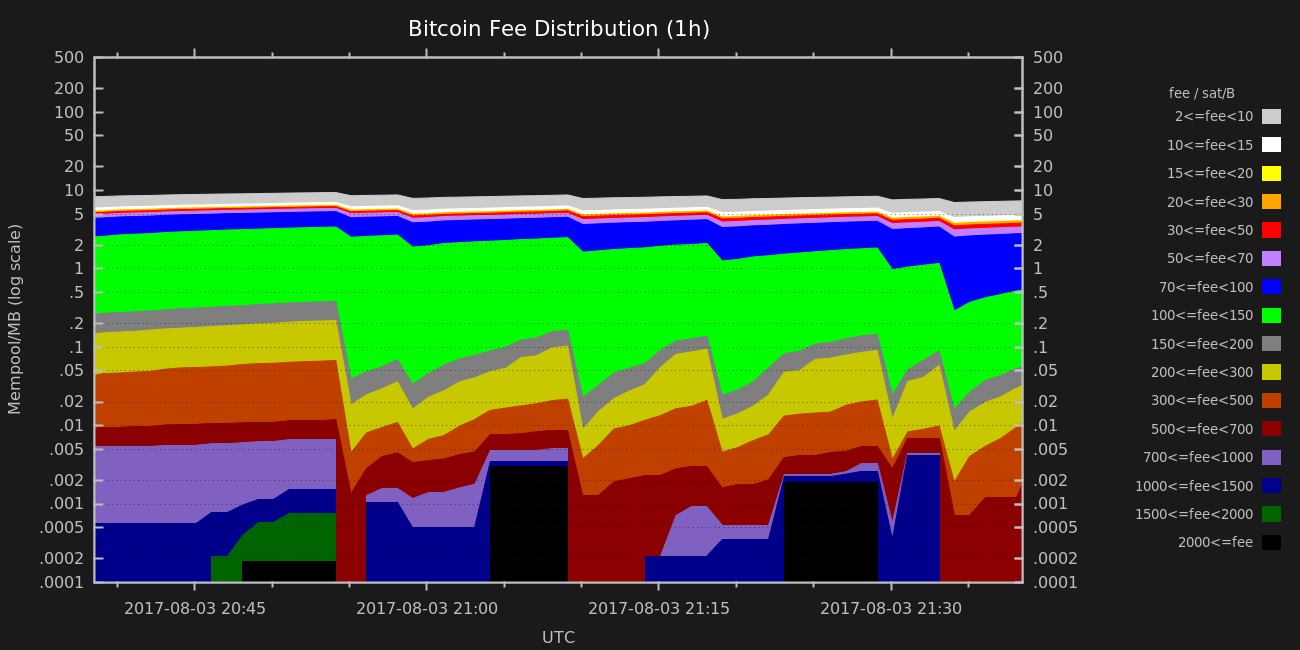 Bitcoin Fee Distribution (1h)
500 500
200 200
100 100
50 50
20 20
10 10
5 5
2 2
1 1
.5 .5
.2 .2
.1 .1
.05 .05
.02 .02
.01 .01
.005 .005
.002 .002
.001 .001
.0005 .0005
.0002 .0002
.0001 .0001
Mempool/MB (log scale)
2017-08-03 20:45 2017-08-03 21:00 2017-08-03 21:15 2017-08-03 21:30
UTC
fee / sat/B
2<=fee<10
10<=fee<15
15<=fee<20
20<=fee<30
30<=fee<50
50<=fee<70
70<=fee<100
100<=fee<150
150<=fee<200
200<=fee<300
300<=fee<500
500<=fee<700
700<=fee<1000
1000<=fee<1500
1500<=fee<2000
2000<=fee